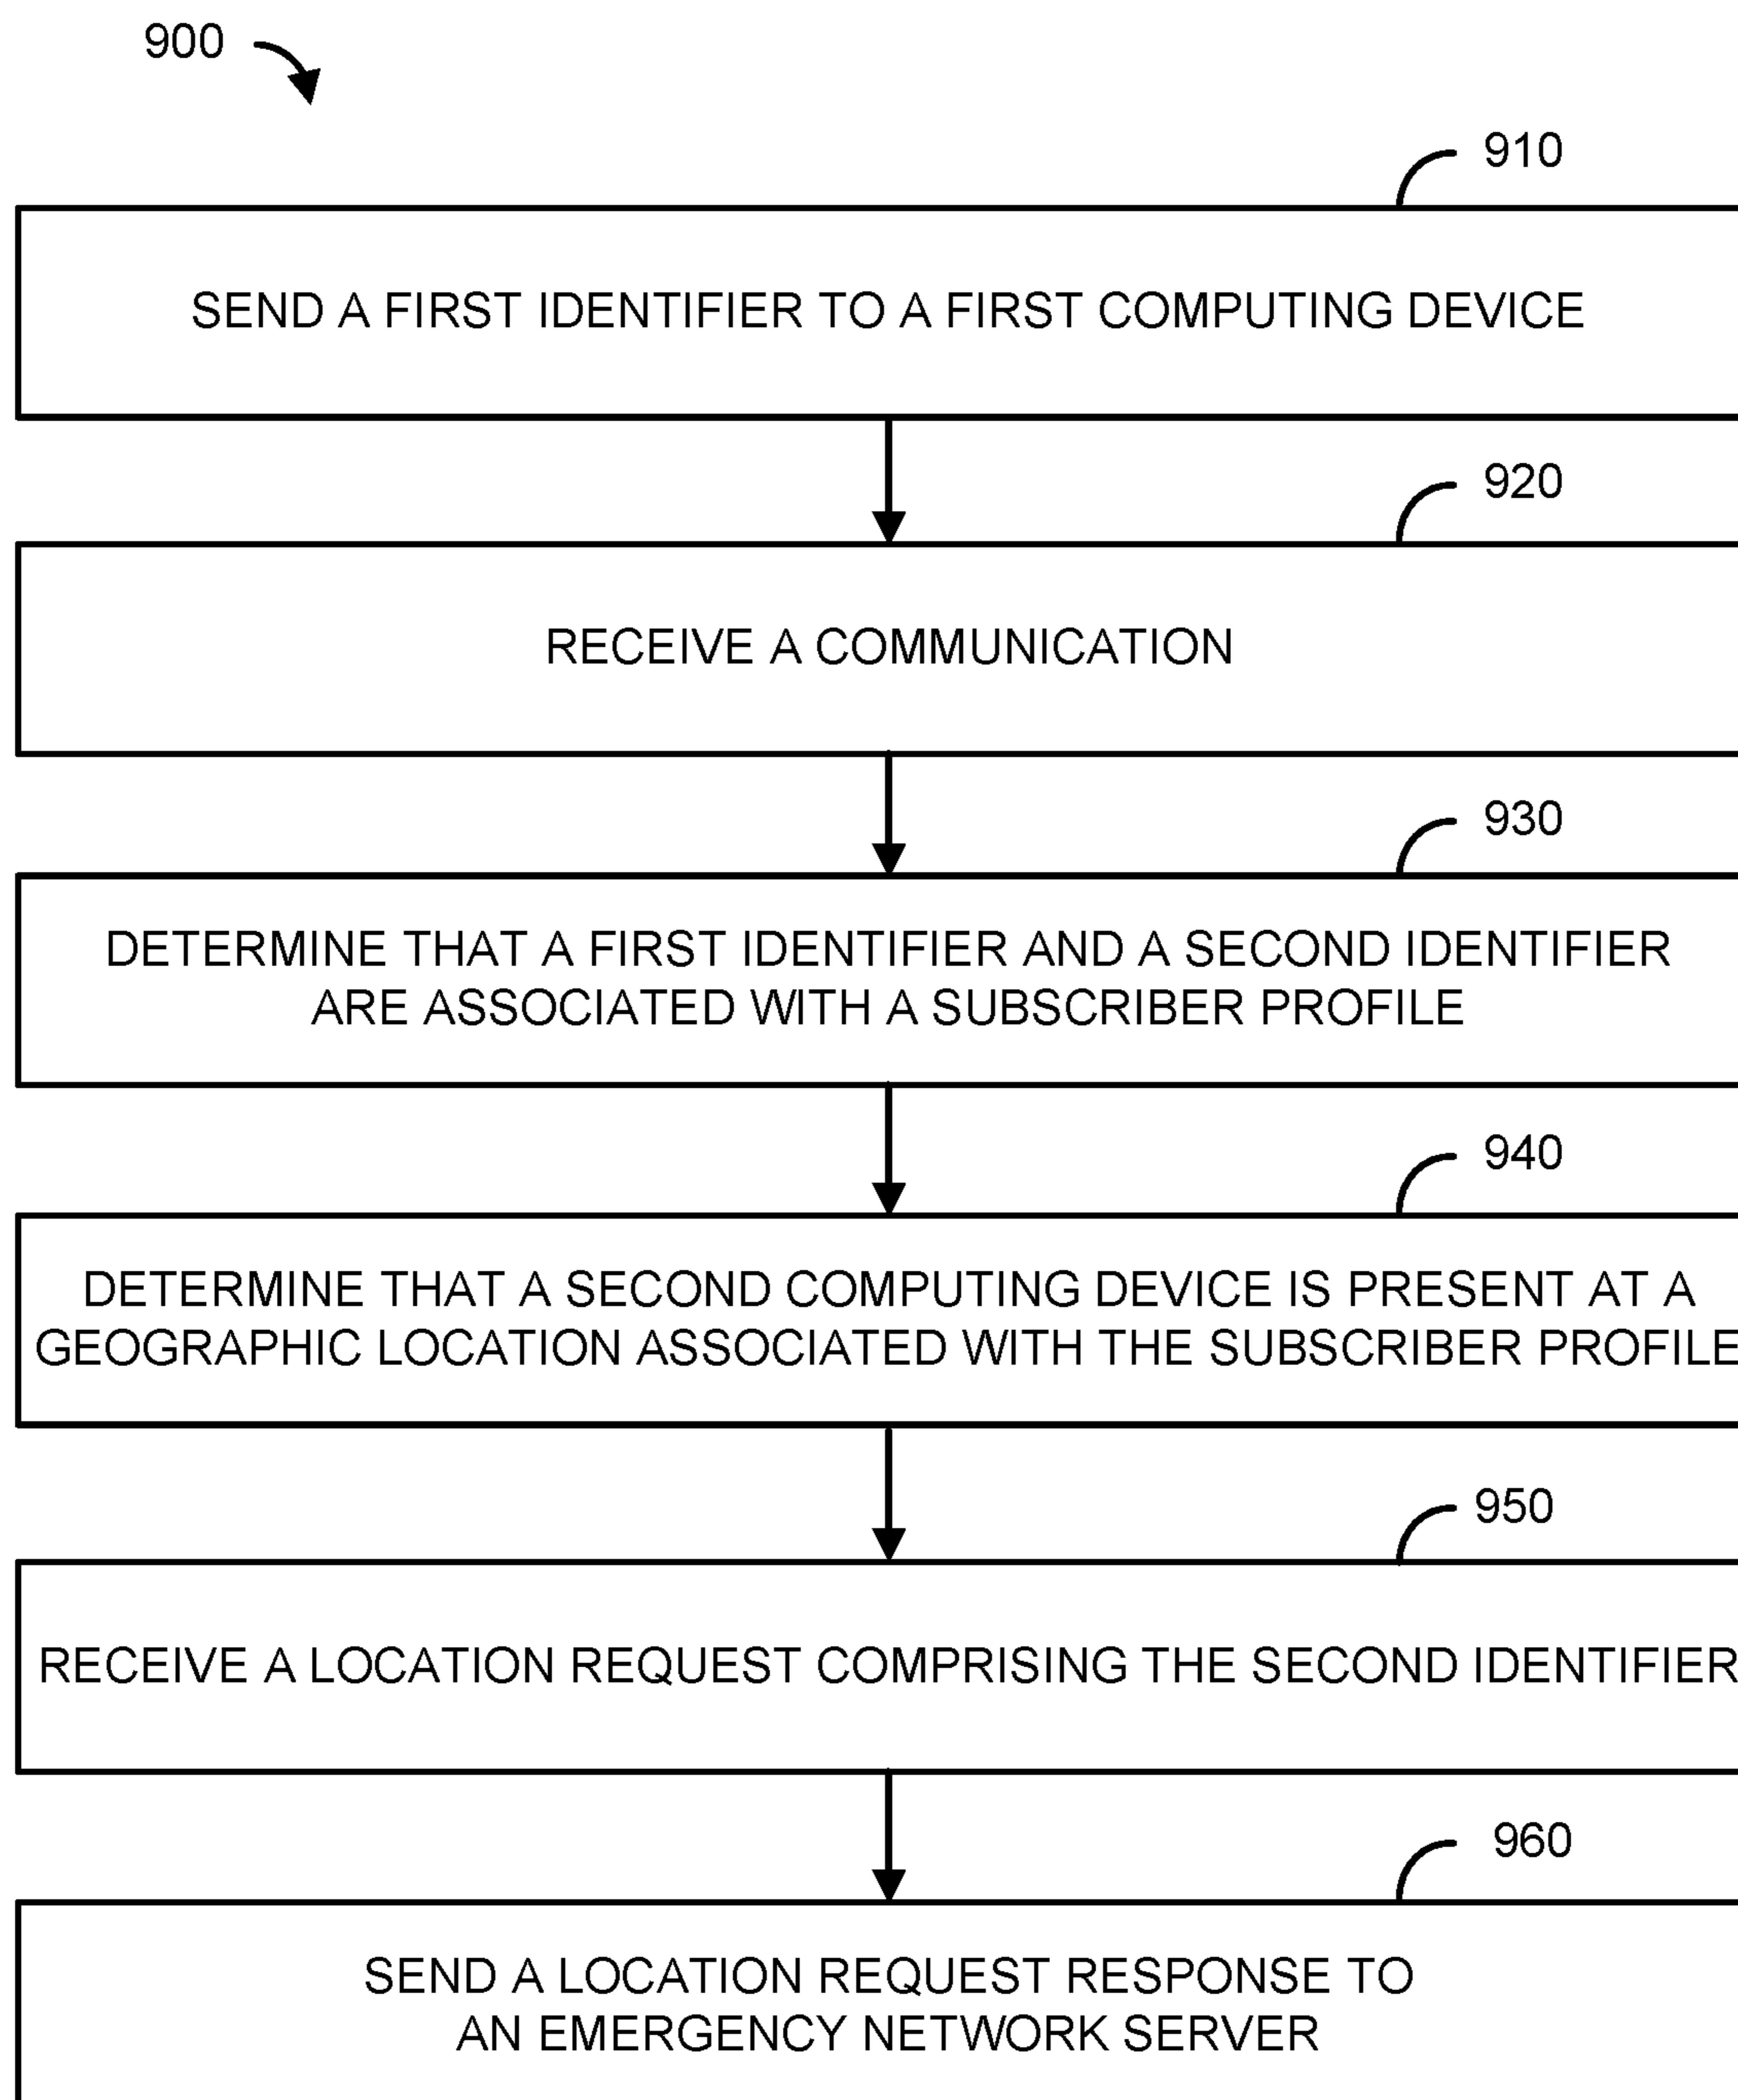 900
910
SEND A FIRST IDENTIFIER TO A FIRST COMPUTING DEVICE
920
RECEIVE A COMMUNICATION
930
DETERMINE THAT A FIRST IDENTIFIER AND A SECOND IDENTIFIER
ARE ASSOCIATED WITH A SUBSCRIBER PROFILE
940
DETERMINE THAT A SECOND COMPUTING DEVICE IS PRESENT AT A
GEOGRAPHIC LOCATION ASSOCIATED WITH THE SUBSCRIBER PROFILE
950
RECEIVE A LOCATION REQUEST COMPRISING THE SECOND IDENTIFIER
960
SEND A LOCATION REQUEST RESPONSE TO
AN EMERGENCY NETWORK SERVER